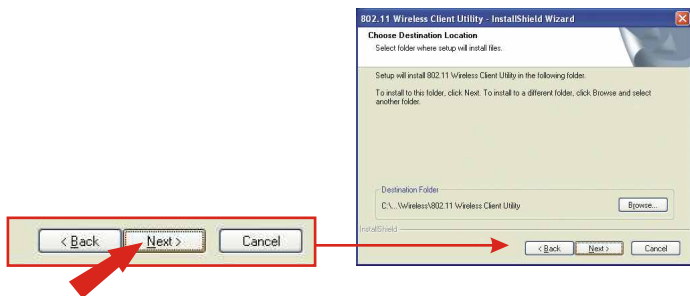 802.11 Wireless Client Utility - InstallShield Wizard
Choose Destination Location
Select folder where setup will install files.
Setup will install 802.11 Wireless Client Utility in the following folder.
To install to this folder, click Next. To install to a different folder, click Browse and select
another folder.
Destination Folder
C:\...\Wireless\802.11 Wireless Client Utility
Browse...
InstallShield
< Back Next > Cancel
< Back Next > Cancel